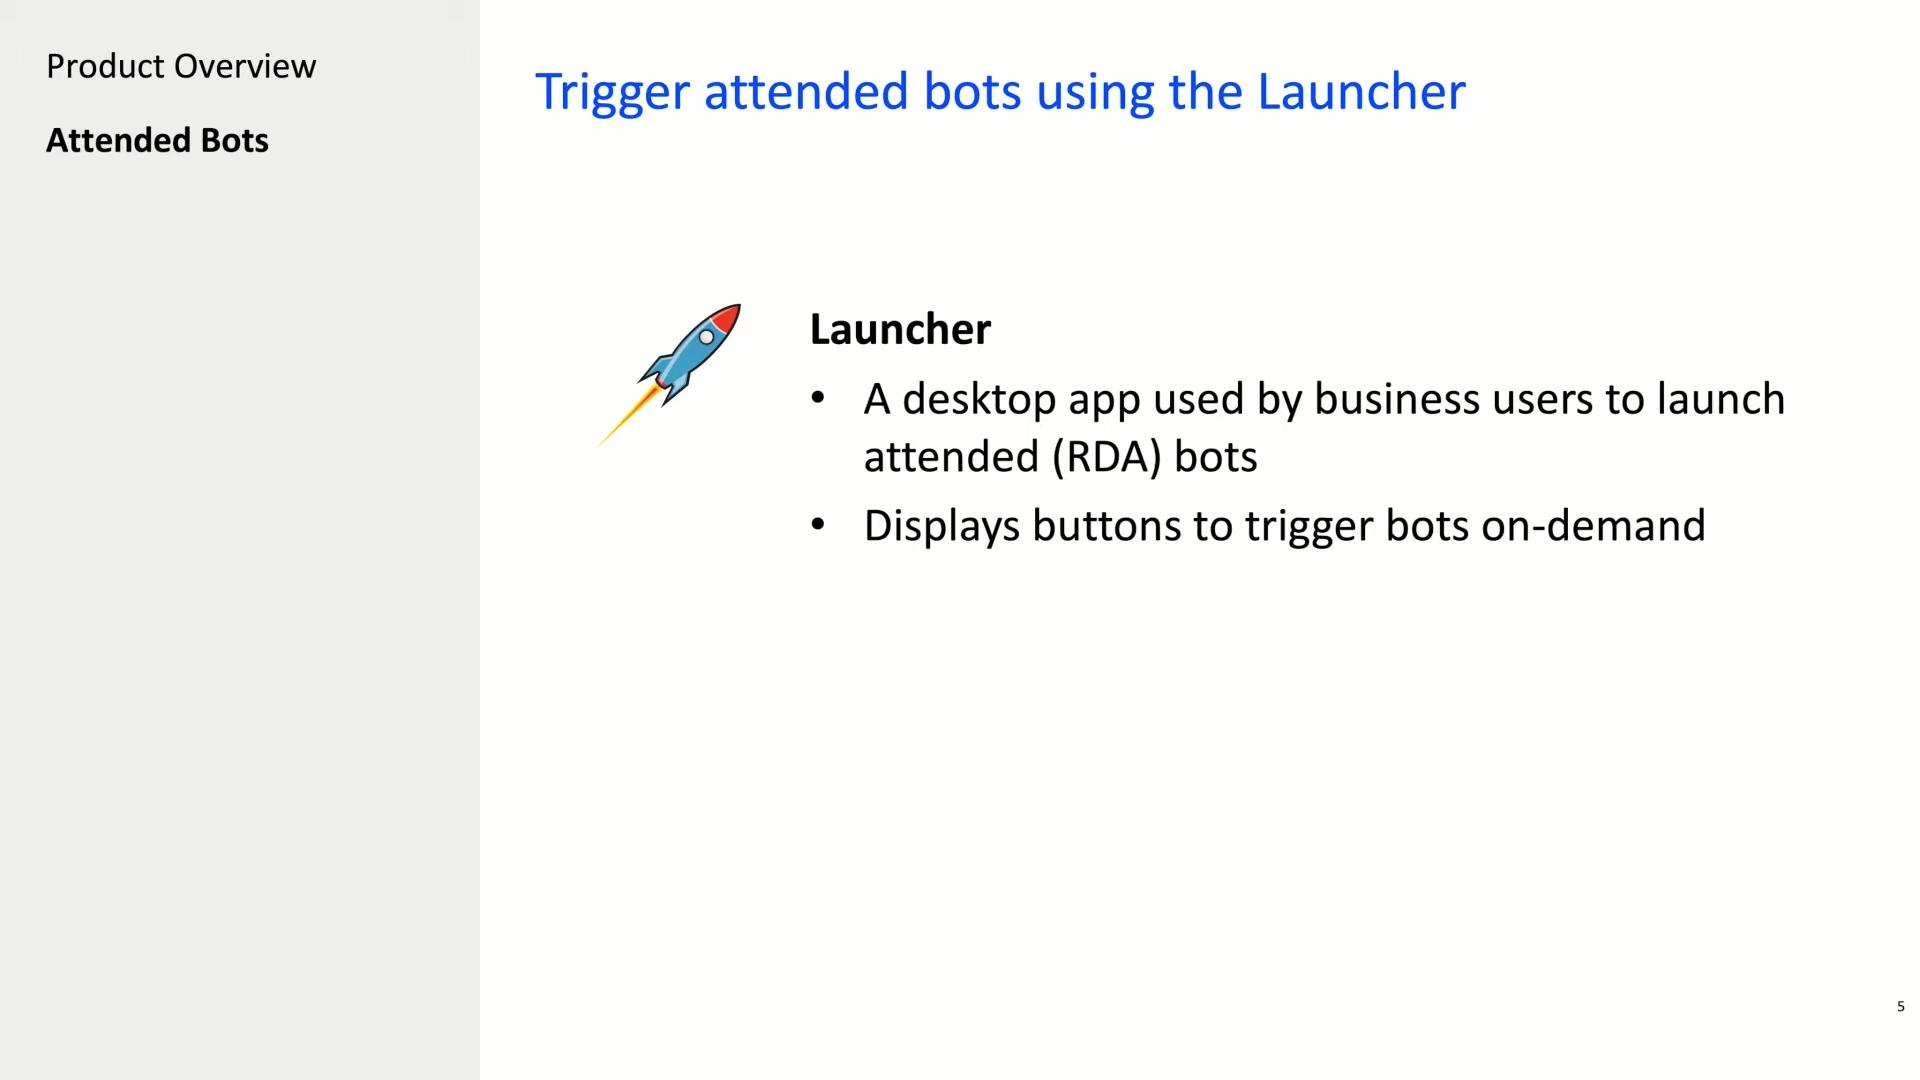 Product Overview
Attended Bots
Trigger attended bots using the Launcher
Launcher
• A desktop app used by business users to launch
attended (RDA) bots
• Displays buttons to trigger bots on-demand
5